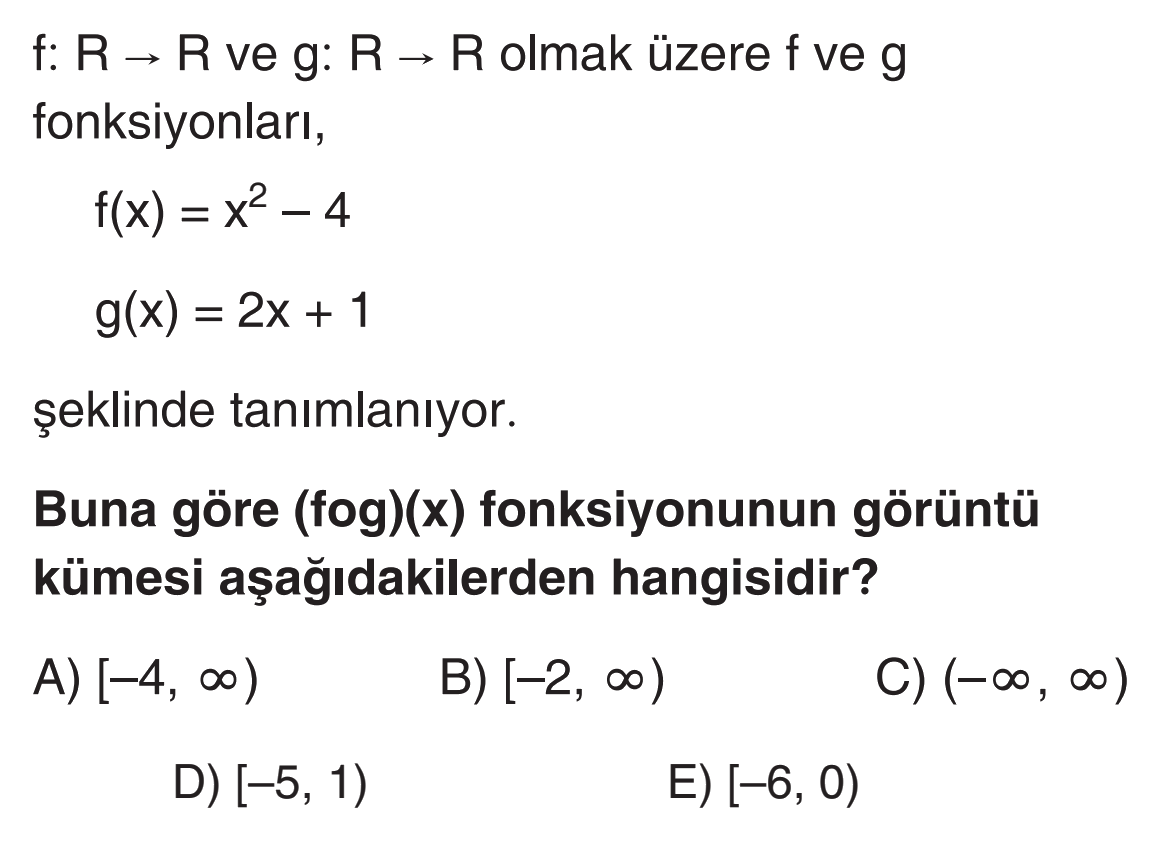 f: R → R ve g: R → R olmak üzere f ve g
fonksiyonları,
f(x) = x² – 4
g(x) = 2x + 1
şeklinde tanımlanıyor.
Buna göre (fog)(x) fonksiyonunun görüntü
kümesi aşağıdakilerden hangisidir?
A) [–4, ∞) B) [–2, ∞) C) (–∞, ∞)
D) [–5, 1) E) [–6, 0)